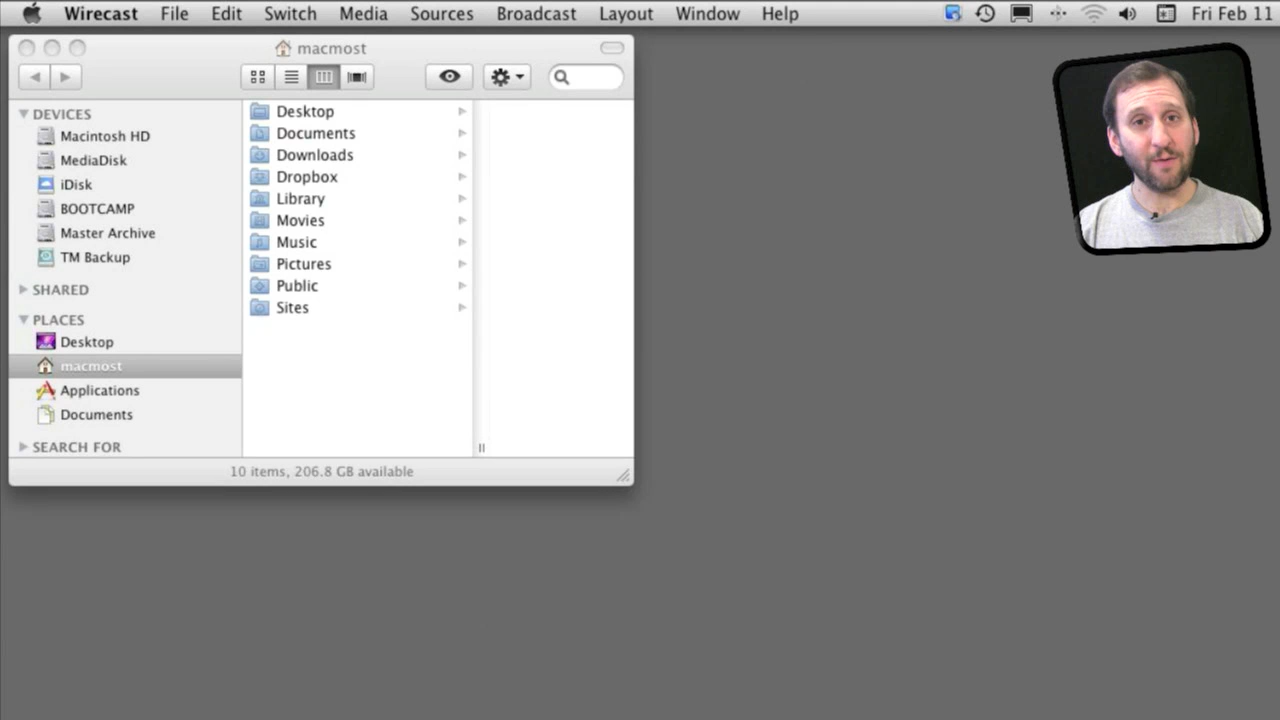 Wirecast File Edit Switch Media Sources Broadcast Layout Window Help Fri Feb 11
macmost
DEVICES
Macintosh HD
MediaDisk
iDisk
BOOTCAMP
Master Archive
TM Backup
SHARED
PLACES
Desktop
macmost
Applications
Documents
SEARCH FOR
Desktop
Documents
Downloads
Dropbox
Library
Movies
Music
Pictures
Public
Sites
10 items, 206.8 GB available